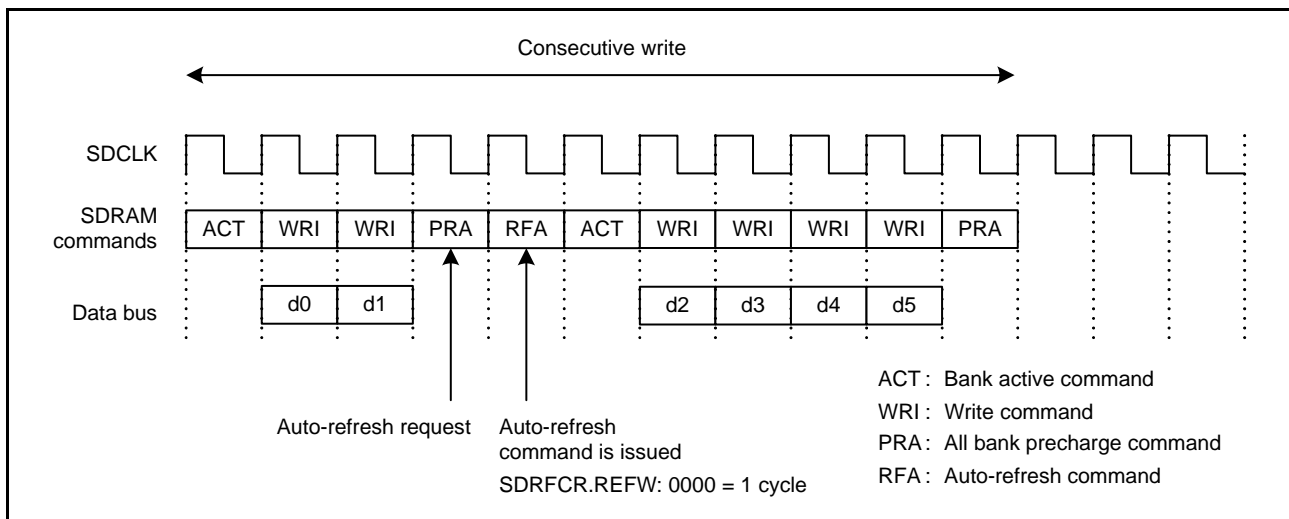 Consecutive write
SDCLK
SDRAM
commands
ACT WRI WRI PRA RFA ACT WRI WRI WRI WRI PRA
Data bus
d0 d1 d2 d3 d4 d5
Auto-refresh request
Auto-refresh
command is issued
SDRFCR.REFW: 0000 = 1 cycle
ACT : Bank active command
WRI : Write command
PRA : All bank precharge command
RFA : Auto-refresh command